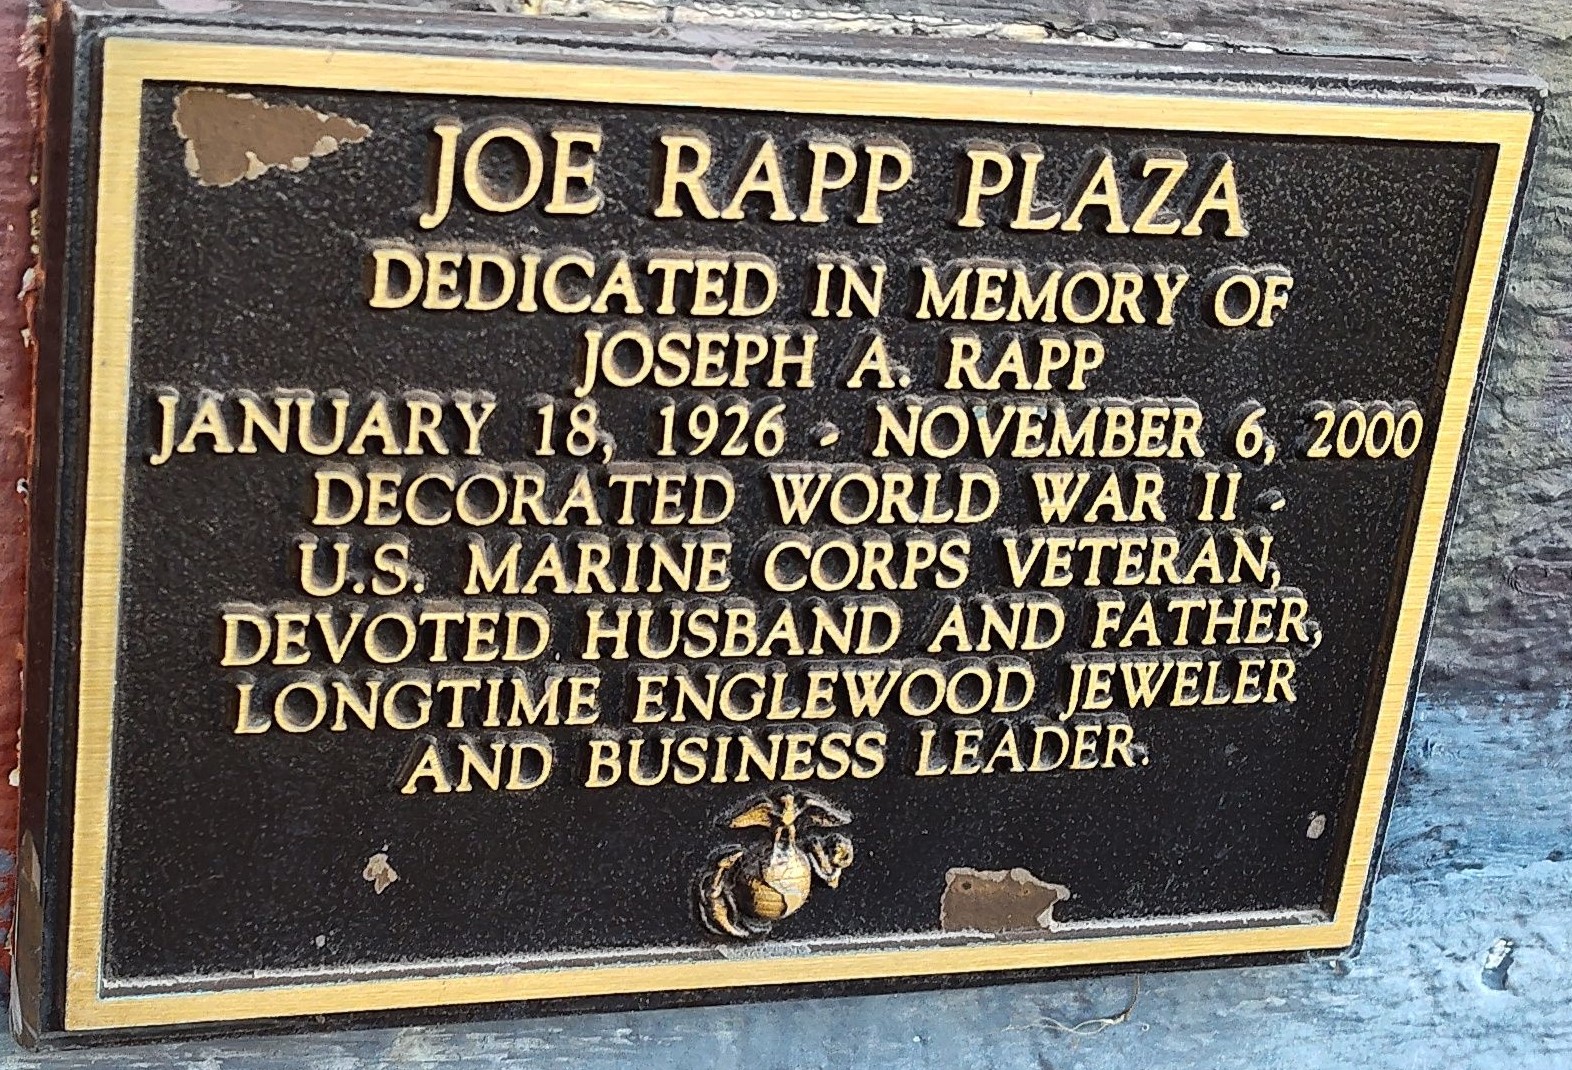 JOE RAPP PLAZA
DEDICATED IN MEMORY OF
JOSEPH A. RAPP
JANUARY 18, 1926 - NOVEMBER 6, 2000
DECORATED WORLD WAR II -
U.S. MARINE CORPS VETERAN,
DEVOTED HUSBAND AND FATHER,
LONGTIME ENGLEWOOD JEWELER
AND BUSINESS LEADER.